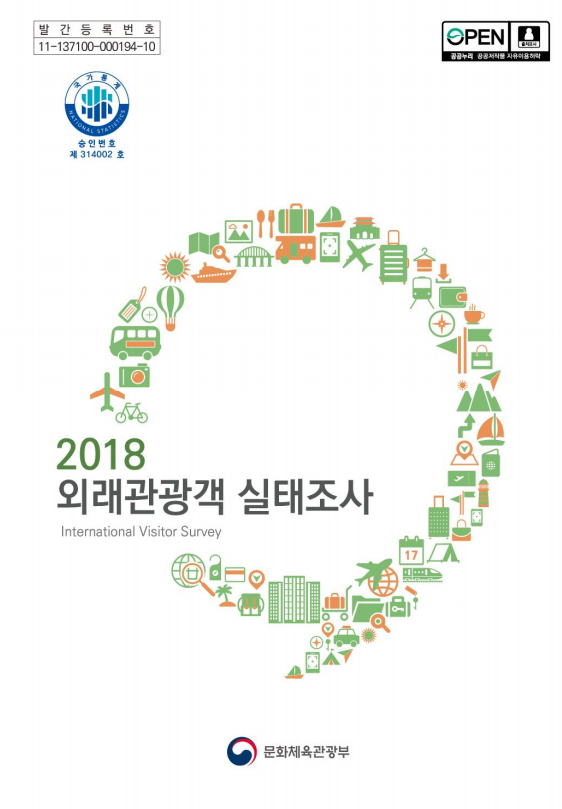 발 간 등 록 번 호
11-137100-000194-10
OPEN
출처표시
공공누리 공공저작물 자유이용허락
국가통계
NATIONAL STATISTICS
승인번호
제 314002 호
2018
외래관광객 실태조사
International Visitor Survey
17
문화체육관광부